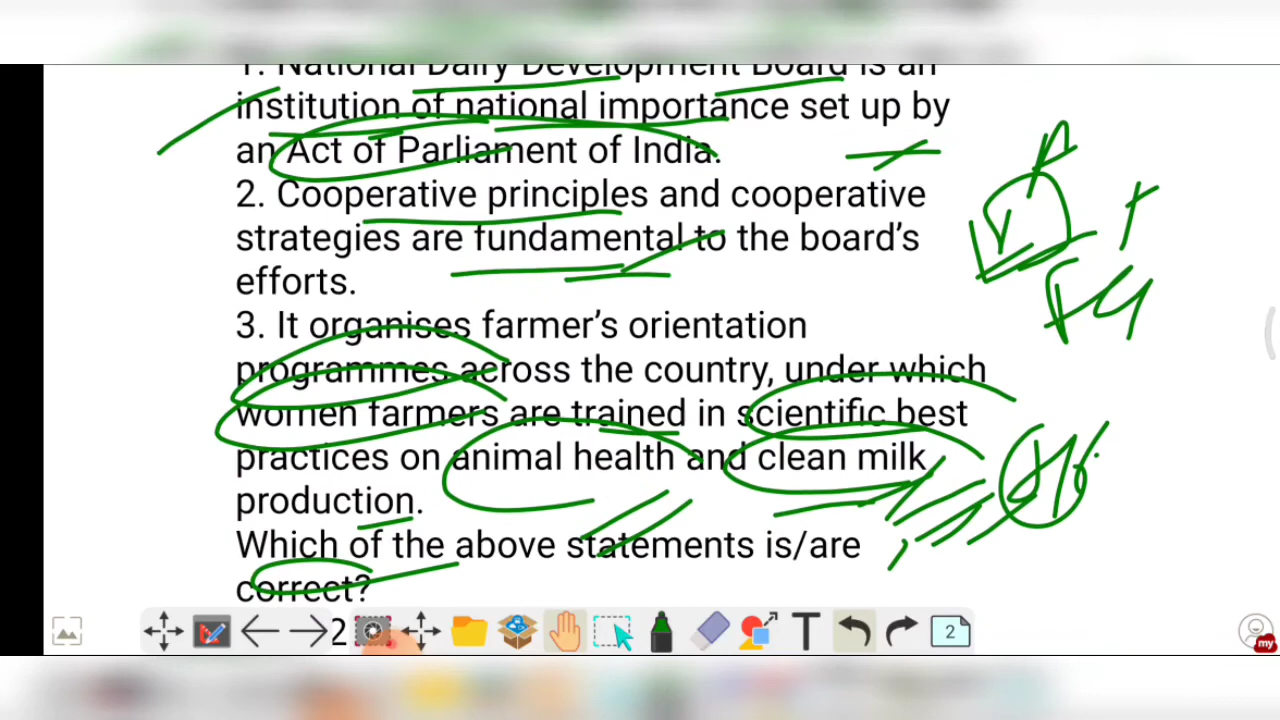 1. National Dairy Development Board is an
institution of national importance set up by
an Act of Parliament of India.
2. Cooperative principles and cooperative
strategies are fundamental to the board's
efforts.
3. It organises farmer's orientation
programmes across the country, under which
women farmers are trained in scientific best
practices on animal health and clean milk
production.
Which of the above statements is/are
correct?
2
T
2
my